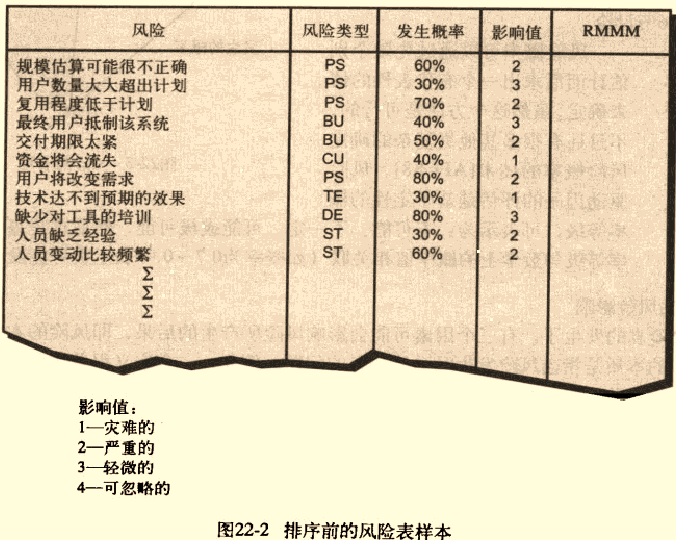 风险 风险类型 发生概率 影响值 RMMM
规模估算可能很不正确 PS 60% 2
用户数量大大超出计划 PS 30% 3
复用程度低于计划 PS 70% 2
最终用户抵制该系统 BU 40% 3
交付期限太紧 BU 50% 2
资金将会流失 CU 40% 1
用户将改变需求 PS 80% 2
技术达不到预期的效果 TE 30% 1
缺少对工具的培训 DE 80% 3
人员缺乏经验 ST 30% 2
人员变动比较频繁 ST 60% 2
Σ
Σ
Σ
影响值：
1—灾难的
2—严重的
3—轻微的
4—可忽略的
图22-2 排序前的风险表样本